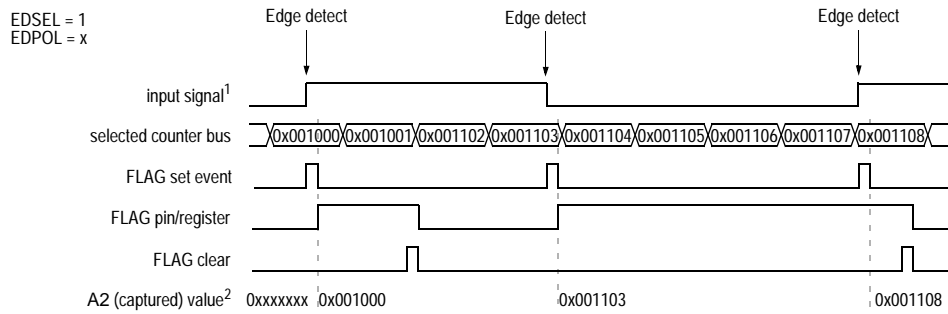 EDSEL = 1
EDPOL = x
Edge detect Edge detect Edge detect
input signal1
selected counter bus 0x001000 0x001001 0x001102 0x001103 0x001104 0x001105 0x001106 0x001107 0x001108
FLAG set event
FLAG pin/register
FLAG clear
A2 (captured) value2 0xxxxxxx 0x001000 0x001103 0x001108